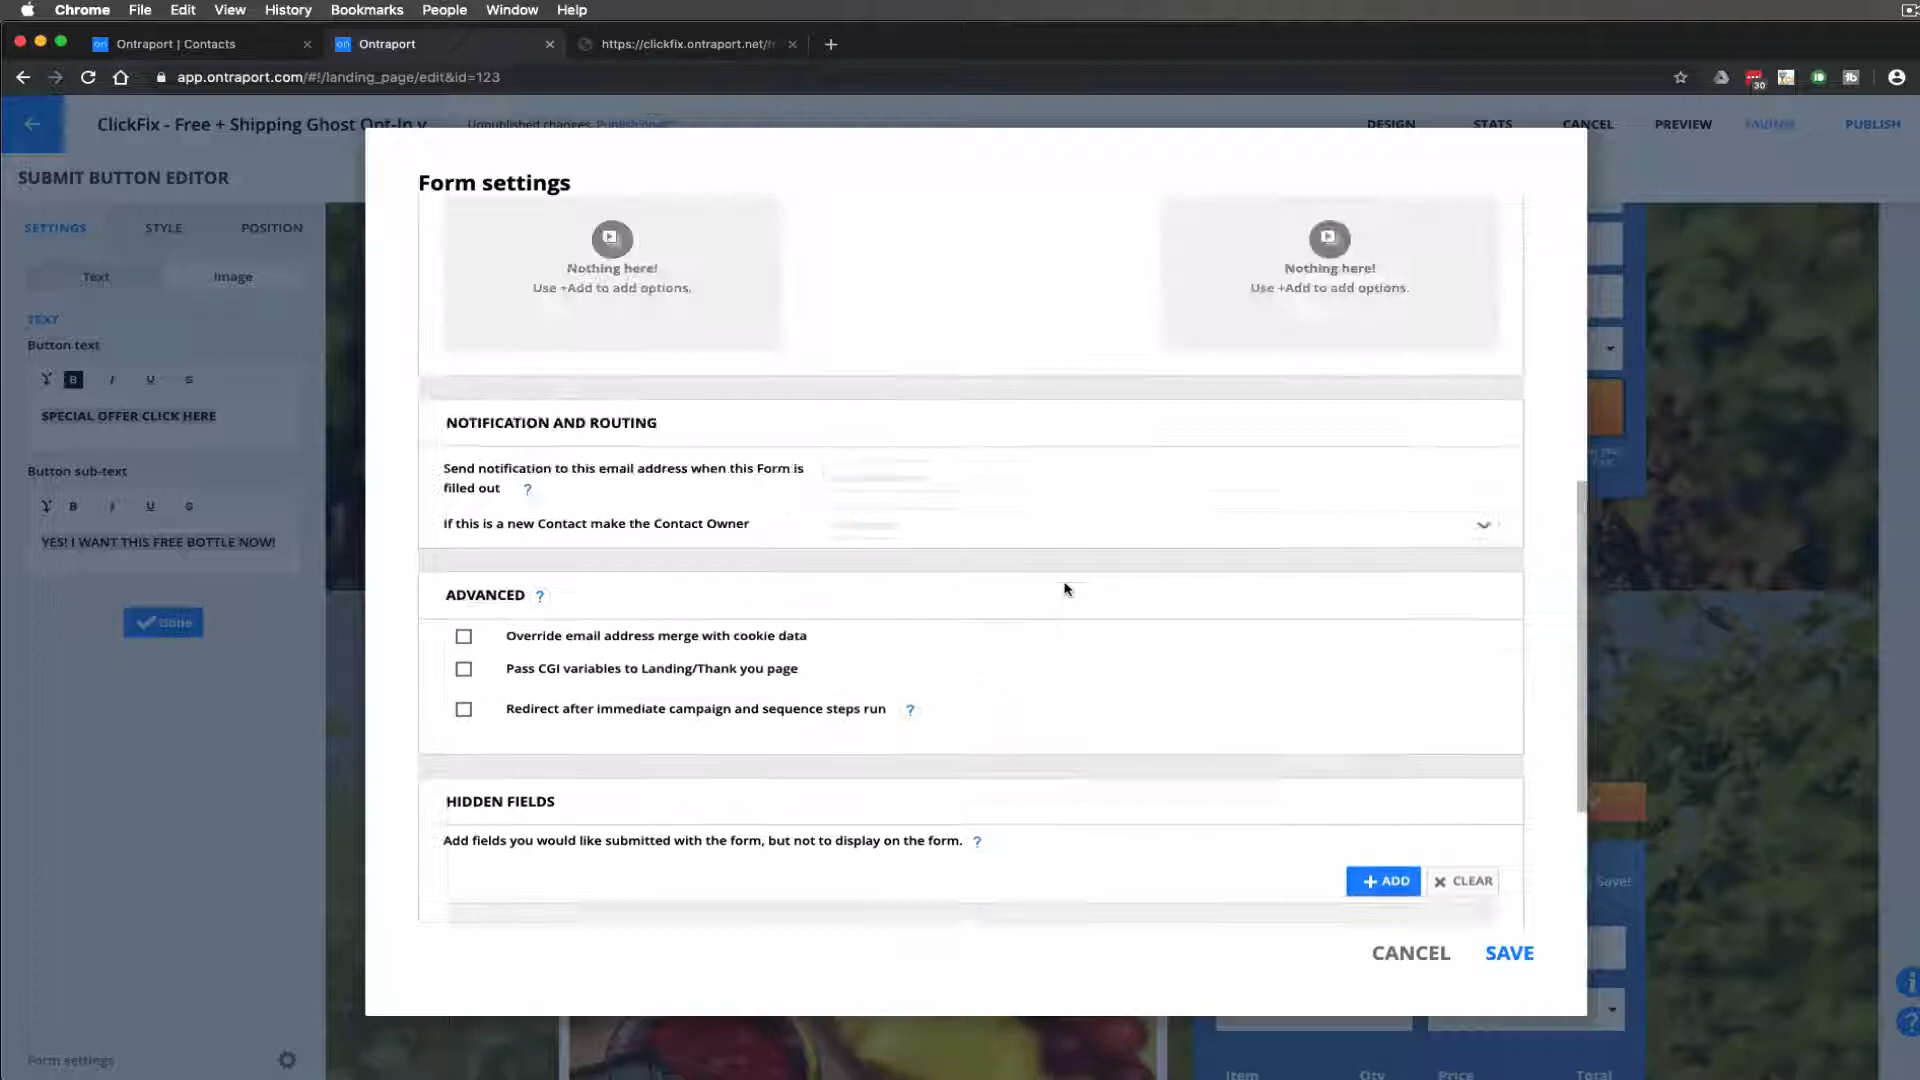 Chrome File Edit View History Bookmarks People Window Help
Ontraport | Contacts
Ontraport
https://clickfix.ontraport.net/
app.ontraport.com/#!/landing_page/edit&id=123
30
ClickFix - Free + Shipping Ghost Opt-In v
Unpublished changes.
DESIGN STATS CANCEL PREVIEW PUBLISH
SUBMIT BUTTON EDITOR
SETTINGS STYLE POSITION
Text Image
TEXT
Button text
B I U S
SPECIAL OFFER CLICK HERE
Button sub-text
B I U S
YES! I WANT THIS FREE BOTTLE NOW!
Done
Form settings
Form settings
Nothing here!
Use +Add to add options.
Nothing here!
Use +Add to add options.
NOTIFICATION AND ROUTING
Send notification to this email address when this Form is
filled out ?
If this is a new Contact make the Contact Owner
ADVANCED ?
Override email address merge with cookie data
Pass CGI variables to Landing/Thank you page
Redirect after immediate campaign and sequence steps run ?
HIDDEN FIELDS
Add fields you would like submitted with the form, but not to display on the form. ?
+ ADD
CLEAR
CANCEL SAVE
Save!
Item Qty Price Total